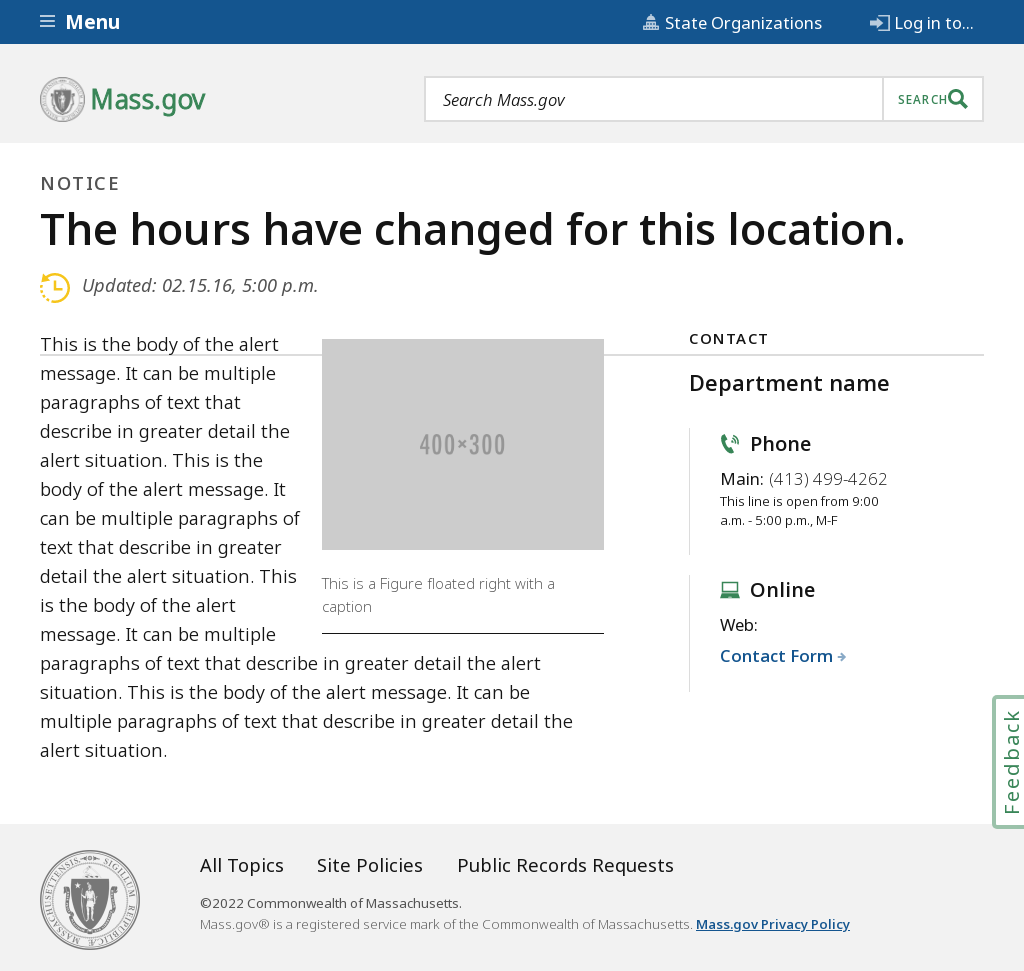 Menu
State Organizations
Log in to...
Mass.gov
Search Mass.gov
SEARCH
NOTICE
The hours have changed for this location.
Updated: 02.15.16, 5:00 p.m.
This is the body of the alert
message. It can be multiple
paragraphs of text that
describe in greater detail the
alert situation. This is the
body of the alert message. It
can be multiple paragraphs of
text that describe in greater
detail the alert situation. This
is the body of the alert
message. It can be multiple
paragraphs of text that describe in greater detail the alert
situation. This is the body of the alert message. It can be
multiple paragraphs of text that describe in greater detail the
alert situation.
400×300
This is a Figure floated right with a
caption
CONTACT
Department name
Phone
Main: (413) 499-4262
This line is open from 9:00
a.m. - 5:00 p.m., M-F
Online
Web:
Contact Form
Feedback
SIGILLUM REIPUBLICÆ MASSACHUSETTENSIS
All Topics
Site Policies
Public Records Requests
©2022 Commonwealth of Massachusetts.
Mass.gov® is a registered service mark of the Commonwealth of Massachusetts. Mass.gov Privacy Policy